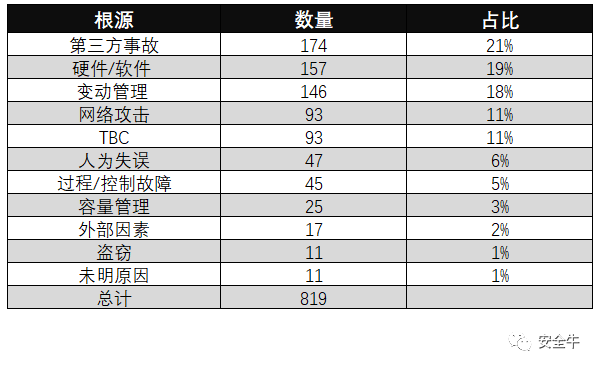 根源 数量 占比
第三方事故 174 21%
硬件/软件 157 19%
变动管理 146 18%
网络攻击 93 11%
TBC 93 11%
人为失误 47 6%
过程/控制故障 45 5%
容量管理 25 3%
外部因素 17 2%
盗窃 11 1%
未明原因 11 1%
总计 819
安全牛